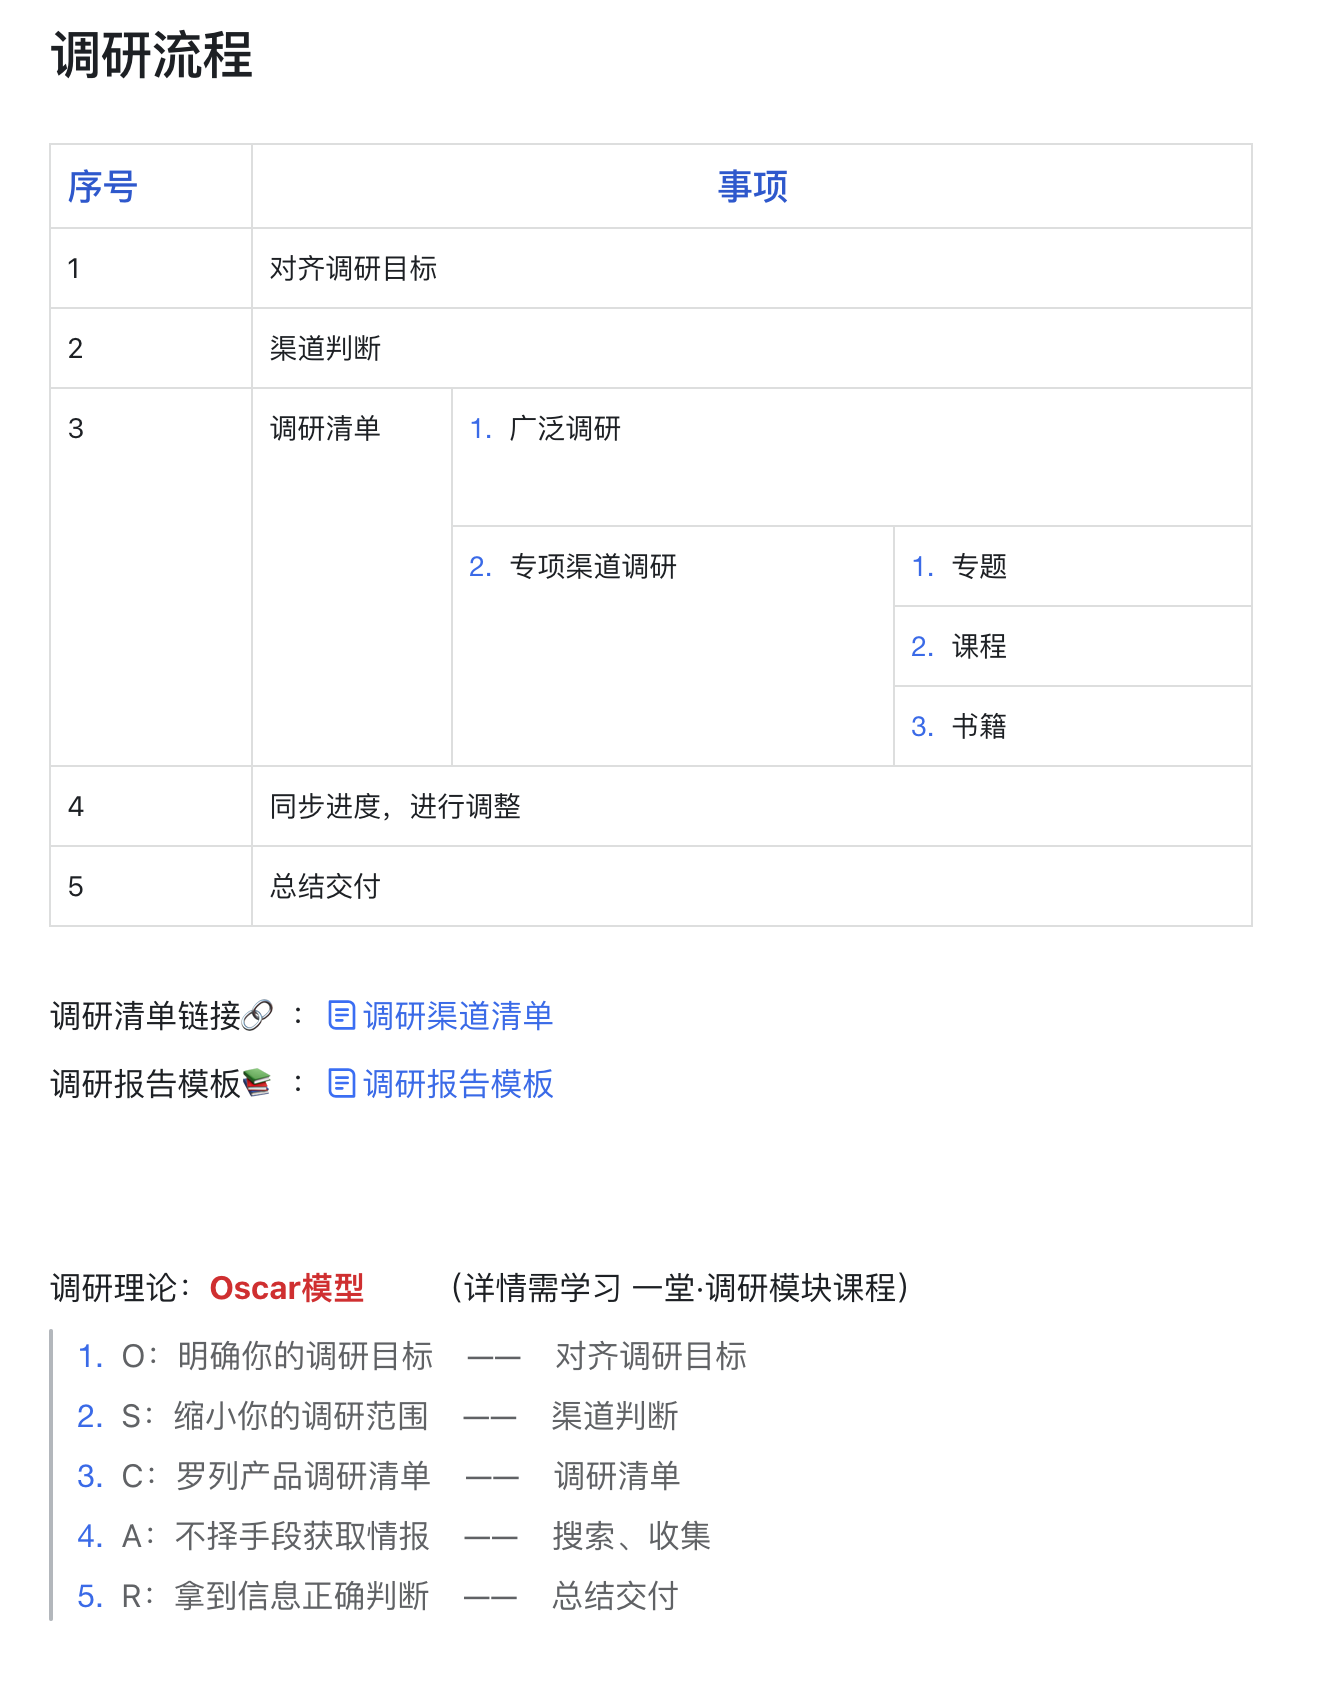 调研流程
序号 事项
1 对齐调研目标
2 渠道判断
3 调研清单 1. 广泛调研
2. 专项渠道调研 1. 专题
2. 课程
3. 书籍
4 同步进度，进行调整
5 总结交付
调研清单链接🔗 ： 调研渠道清单
调研报告模板📚 ： 调研报告模板
调研理论：Oscar模型 （详情需学习 一堂·调研模块课程）
1. O：明确你的调研目标 —— 对齐调研目标
2. S：缩小你的调研范围 —— 渠道判断
3. C：罗列产品调研清单 —— 调研清单
4. A：不择手段获取情报 —— 搜索、收集
5. R：拿到信息正确判断 —— 总结交付